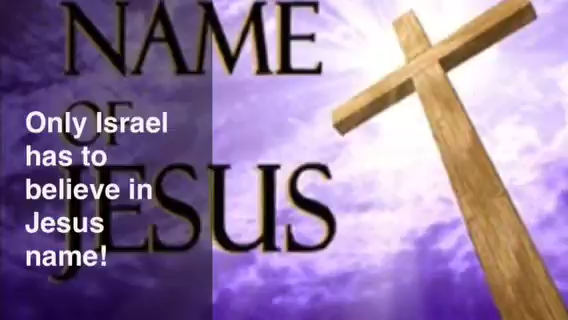 NAME
OF
JESUS
Only Israel
has to
believe in
Jesus
name!